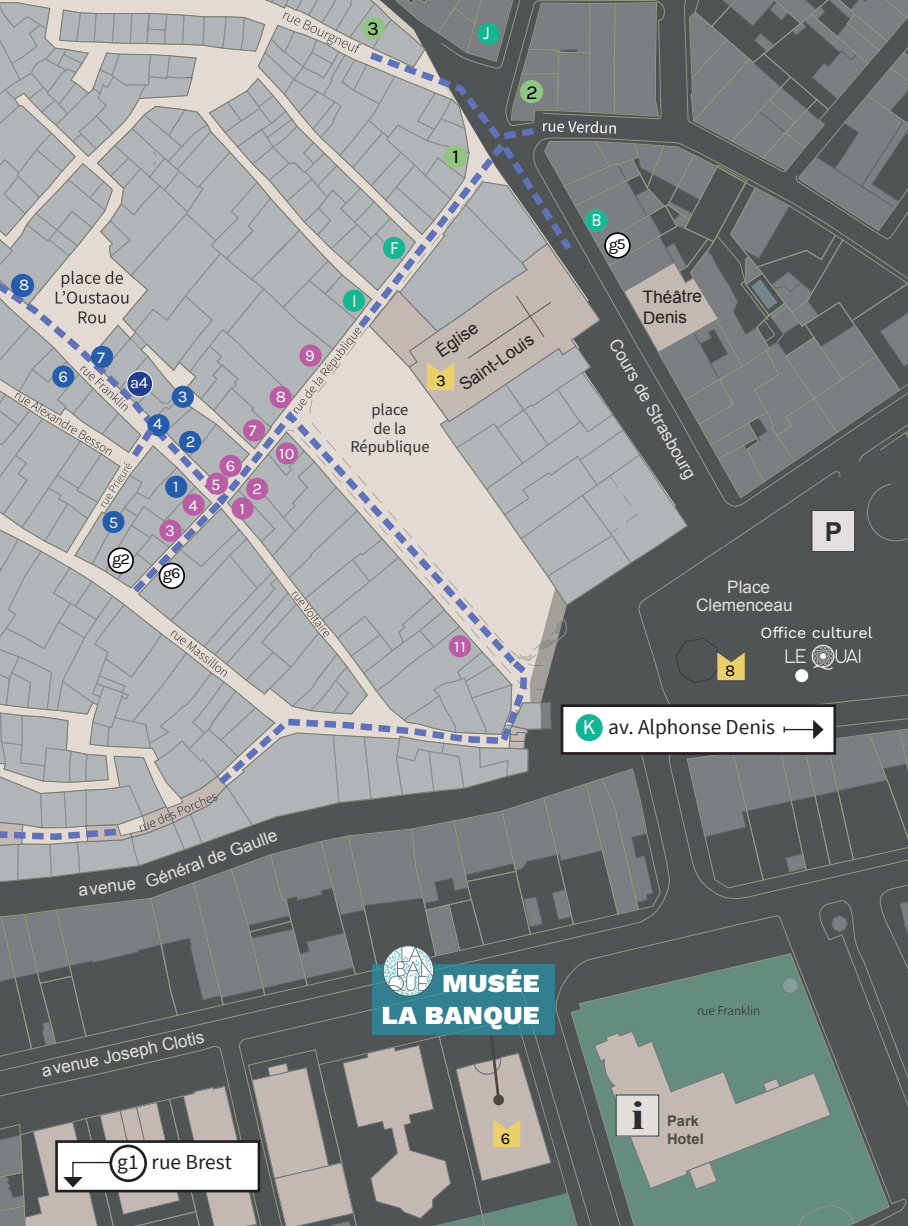 rue Bourgneuf
3
J
2
rue Verdun
1
B
g5
F
place de
L'Oustaou
Rou
8
I
Théâtre
Denis
Église
Saint-Louis
3
rue de la République
Cours de Strasbourg
9
7
6
a4
rue Franklin
3
8
place
de la
République
rue Alexandre Besson
4
2
7
10
rue Prieuré
1
6
5
2
4
1
5
3
g2
g6
P
rue Voltaire
Place
Clemenceau
rue Massillon
11
Office culturel
LE QUAI
8
K av. Alphonse Denis
rue des Porches
avenue Général de Gaulle
LA
BAN
QUE
MUSÉE
LA BANQUE
rue Franklin
avenue Joseph Clotis
i
Park
Hotel
6
g1 rue Brest